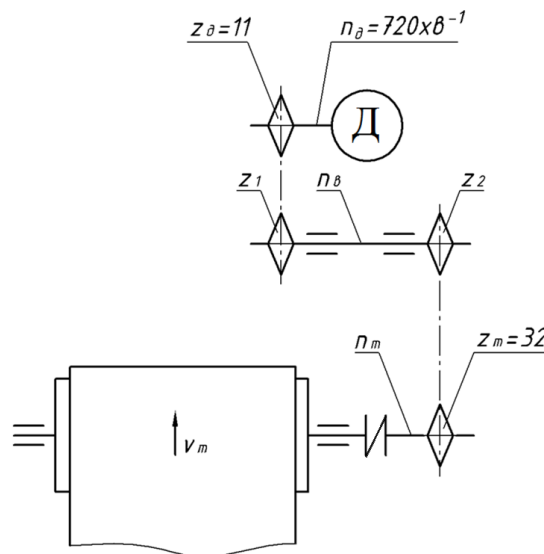 z д = 11
n д = 720хв⁻¹
Д
z 1
n в
z 2
n т
z т = 32
v т